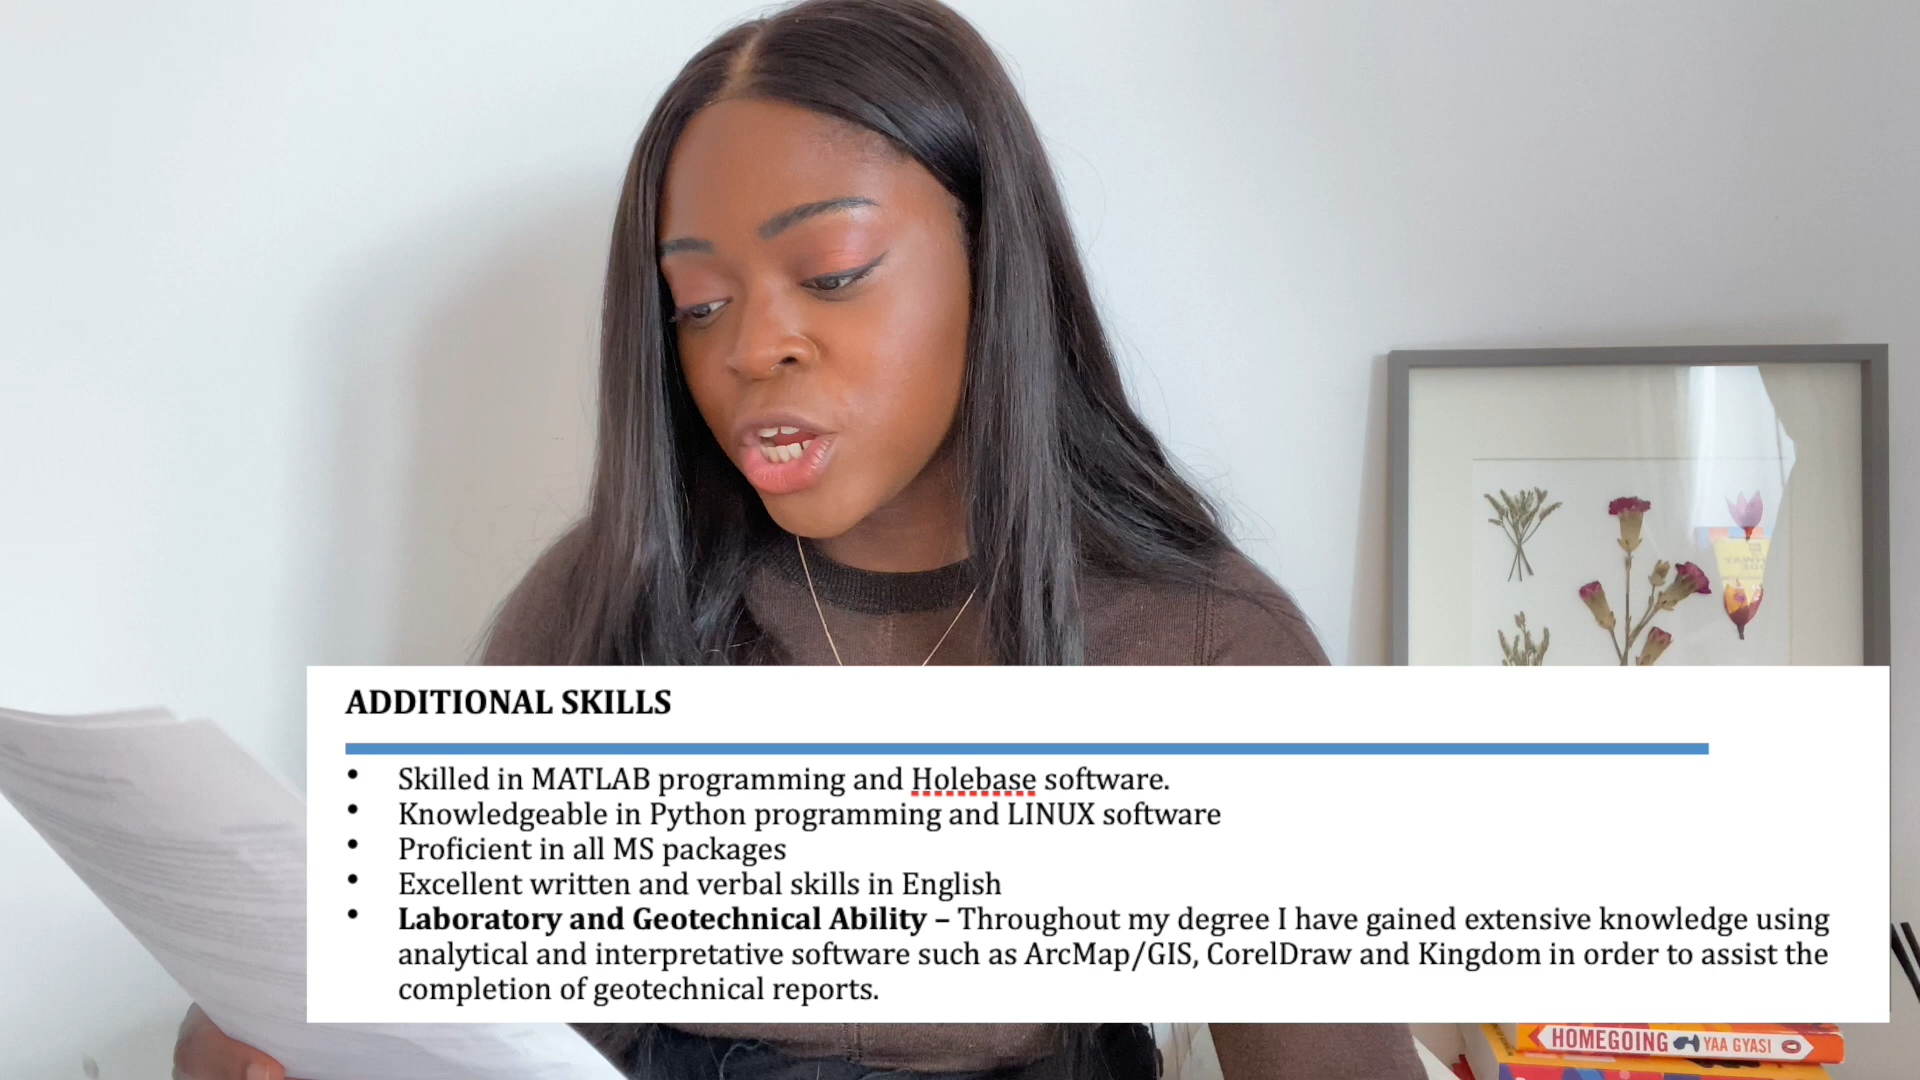 ADDITIONAL SKILLS
• Skilled in MATLAB programming and Holebase software.
• Knowledgeable in Python programming and LINUX software
• Proficient in all MS packages
• Excellent written and verbal skills in English
• Laboratory and Geotechnical Ability – Throughout my degree I have gained extensive knowledge using
analytical and interpretative software such as ArcMap/GIS, CorelDraw and Kingdom in order to assist the
completion of geotechnical reports.
HOMEGOING YAA GYASI